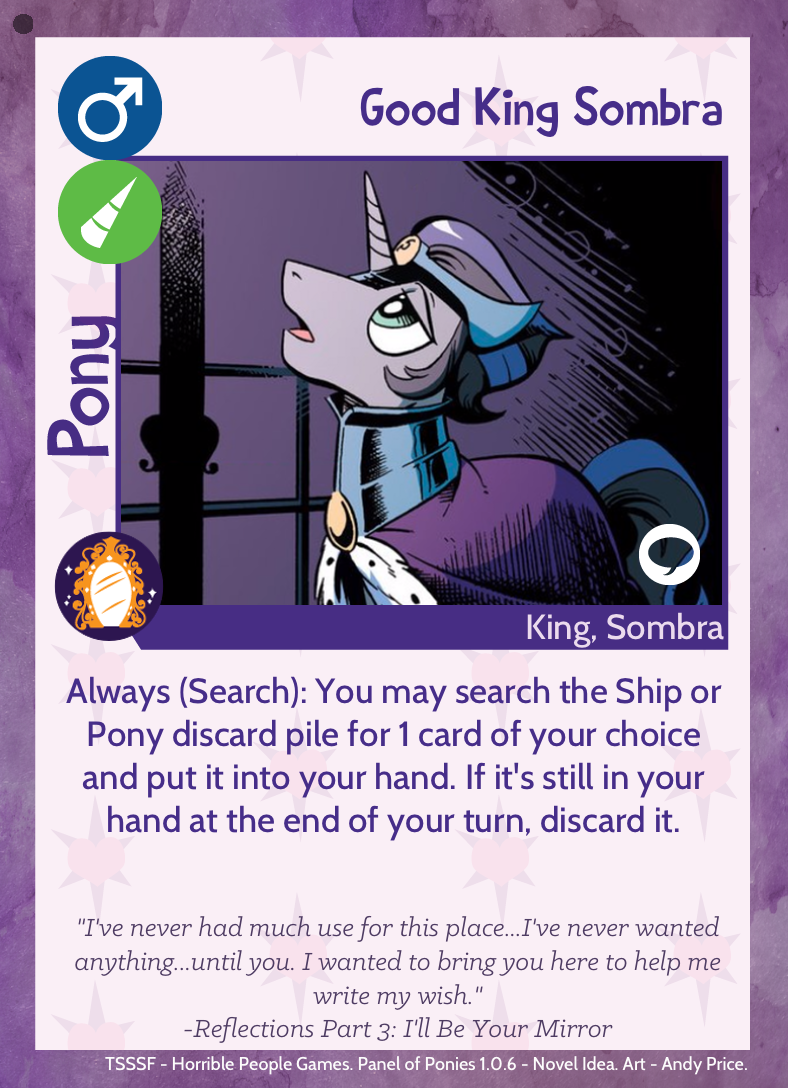 Good King Sombra
Pony
King, Sombra
Always (Search): You may search the Ship or
Pony discard pile for 1 card of your choice
and put it into your hand. If it's still in your
hand at the end of your turn, discard it.
"I've never had much use for this place...I've never wanted
anything...until you. I wanted to bring you here to help me
write my wish."
-Reflections Part 3: I'll Be Your Mirror
TSSSF - Horrible People Games. Panel of Ponies 1.0.6 - Novel Idea. Art - Andy Price.